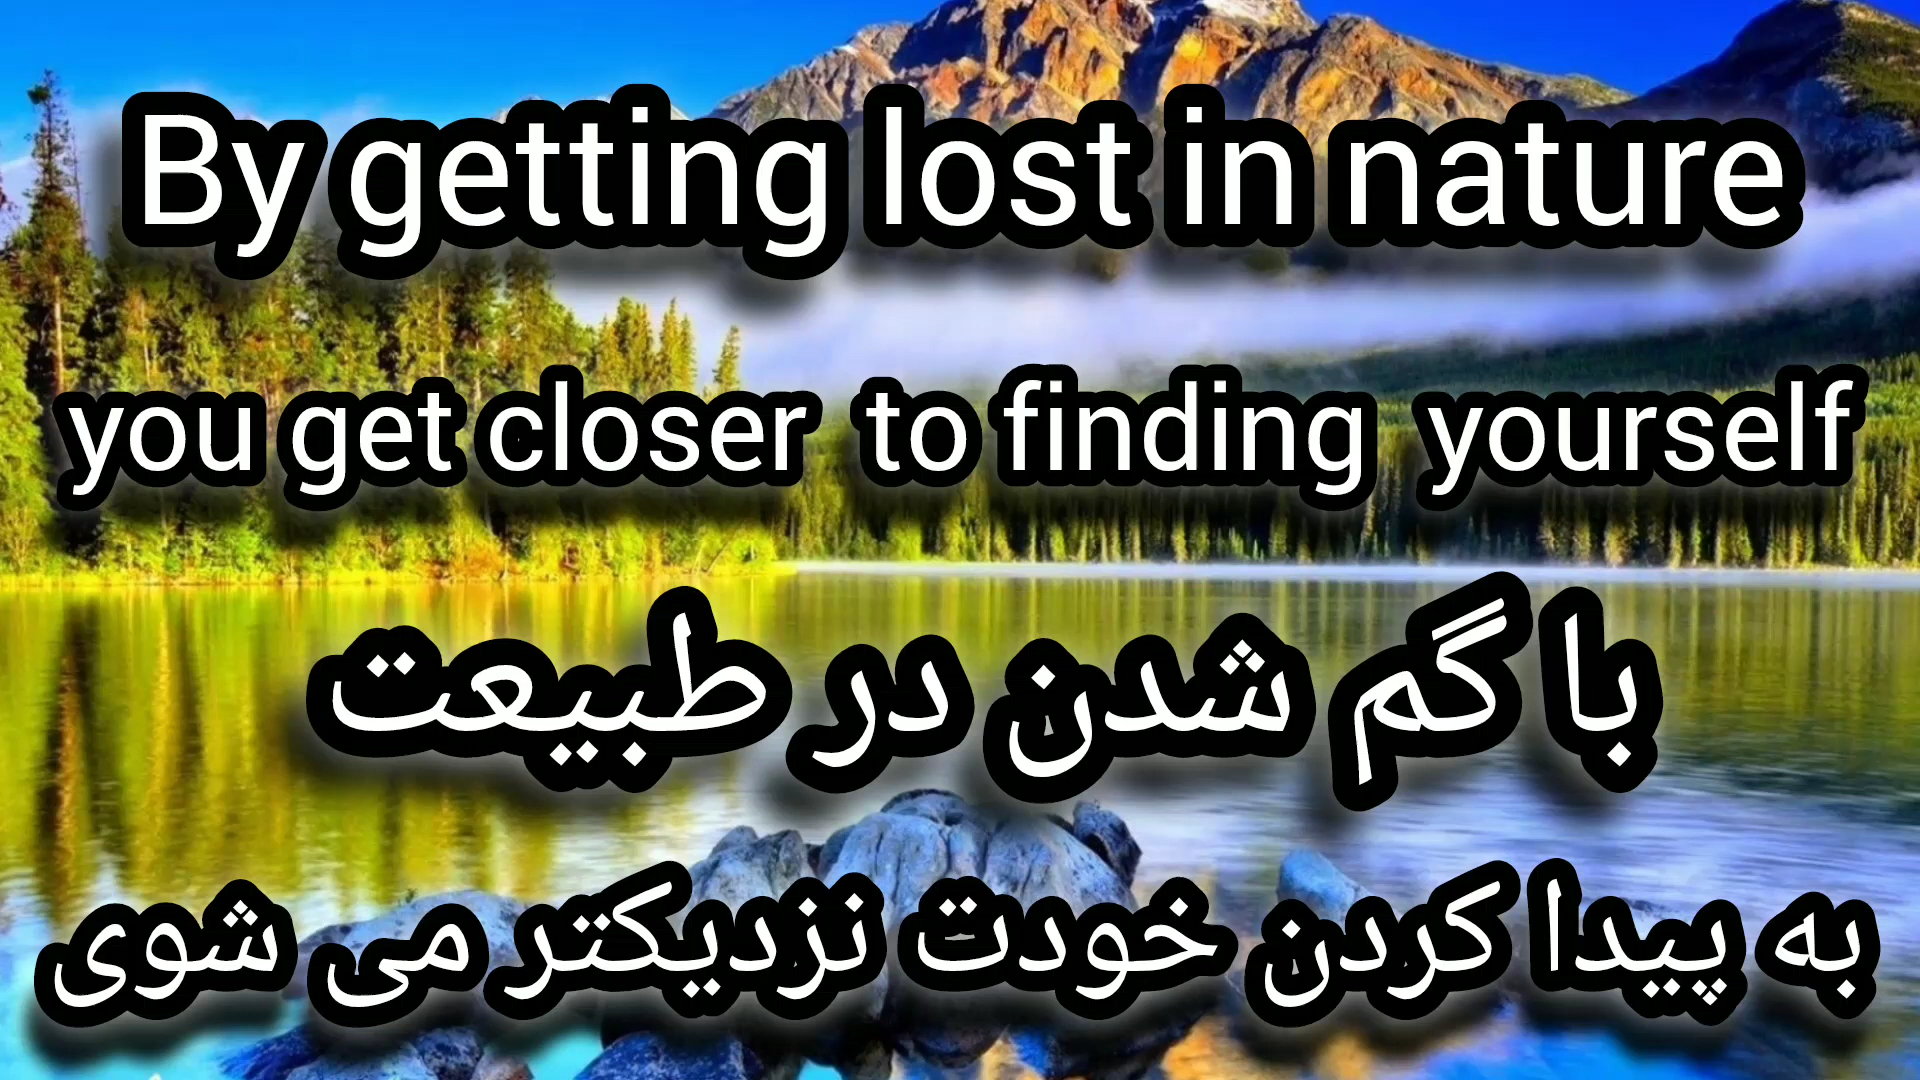 By getting lost in nature
you get closer to finding yourself
با گم شدن در طبیعت
به پیدا کردن خودت نزدیکتر می شوی